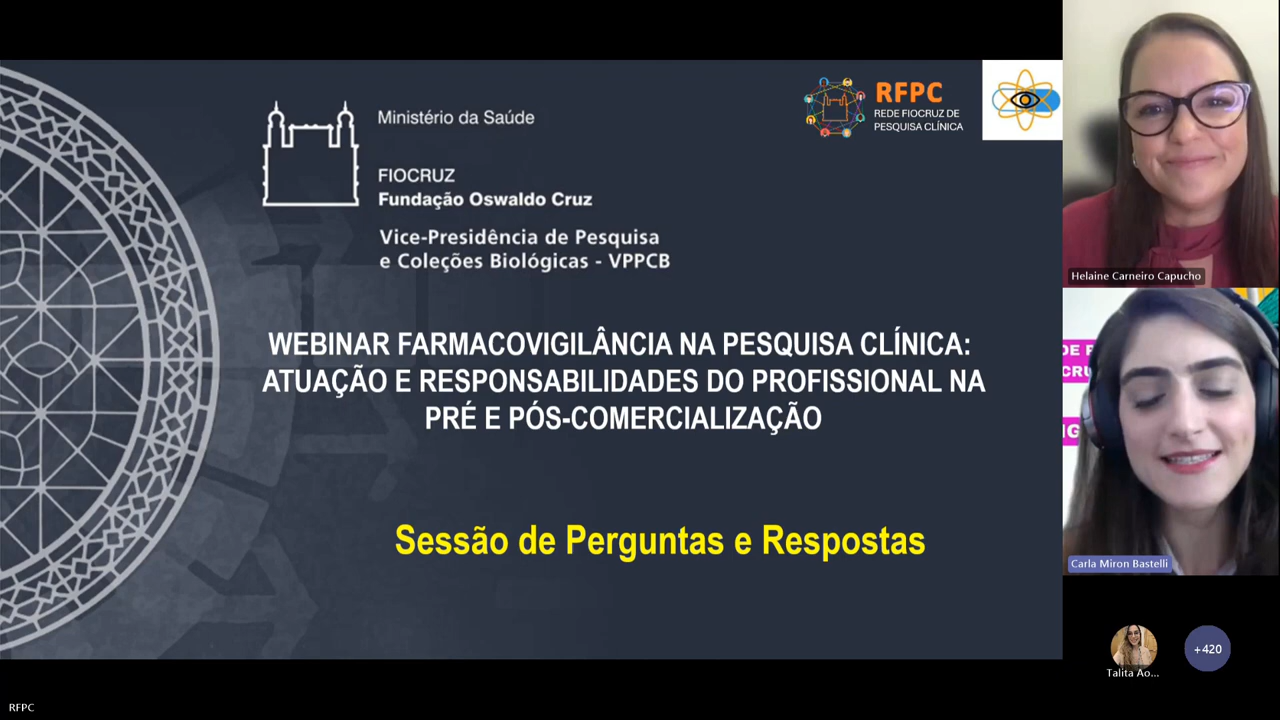 RFPC
REDE FIOCRUZ DE
PESQUISA CLÍNICA
Ministério da Saúde
FIOCRUZ
Fundação Oswaldo Cruz
Vice-Presidência de Pesquisa
e Coleções Biológicas - VPPCB
WEBINAR FARMACOVIGILÂNCIA NA PESQUISA CLÍNICA:
ATUAÇÃO E RESPONSABILIDADES DO PROFISSIONAL NA
PRÉ E PÓS-COMERCIALIZAÇÃO
Sessão de Perguntas e Respostas
Helaine Carneiro Capucho
Carla Miron Bastelli
+420
Talita Ao...
RFPC